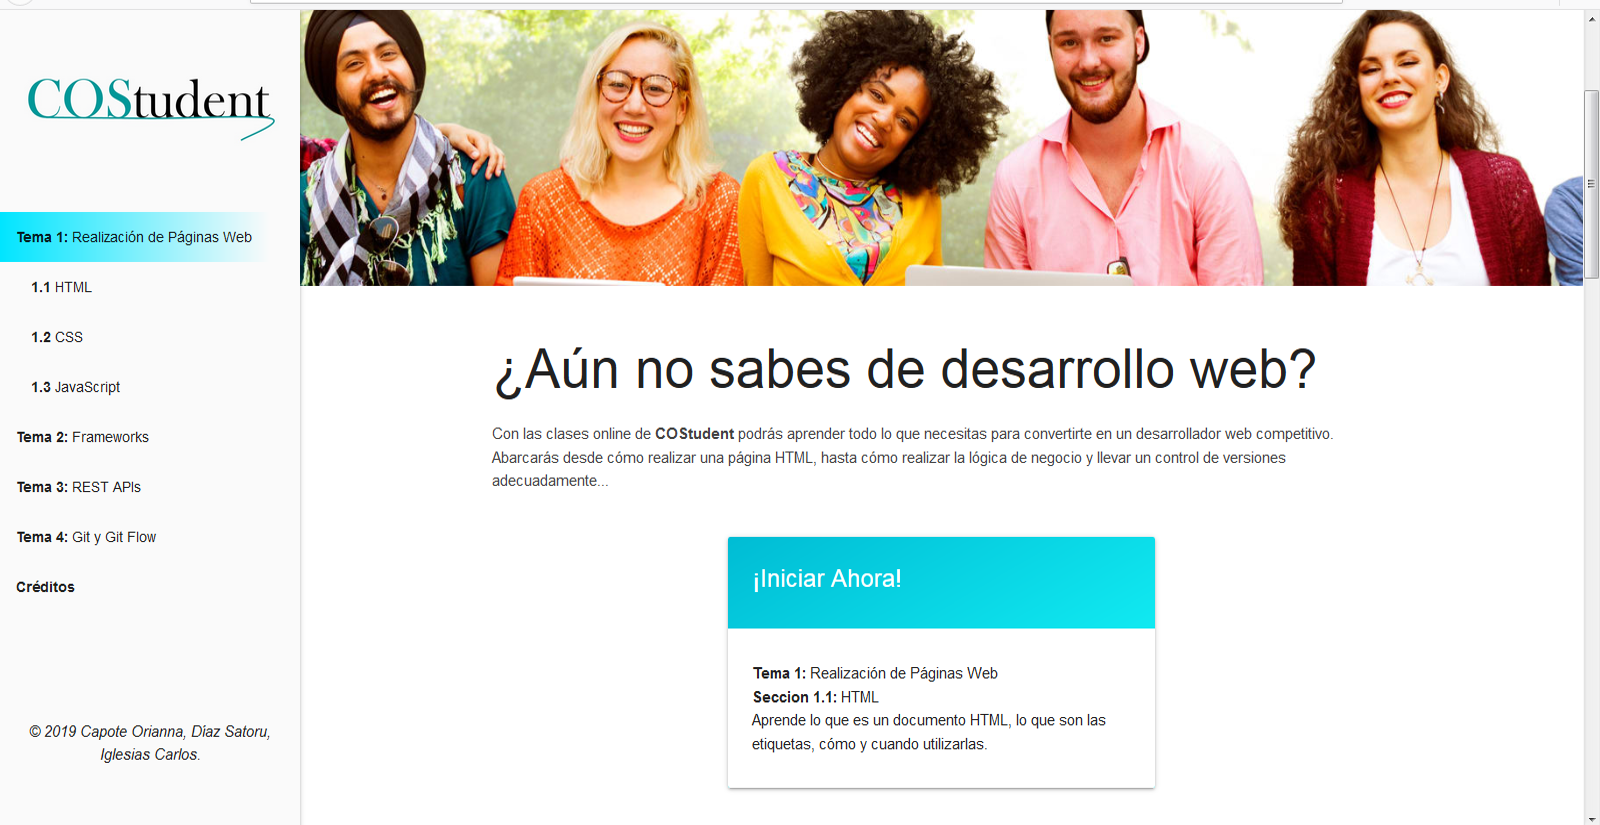 COStudent
Tema 1: Realización de Páginas Web
1.1 HTML
1.2 CSS
1.3 JavaScript
Tema 2: Frameworks
Tema 3: REST APIs
Tema 4: Git y Git Flow
Créditos
© 2019 Capote Orianna, Díaz Satoru,
Iglesias Carlos.
¿Aún no sabes de desarrollo web?
Con las clases online de COStudent podrás aprender todo lo que necesitas para convertirte en un desarrollador web competitivo.
Abarcarás desde cómo realizar una página HTML, hasta cómo realizar la lógica de negocio y llevar un control de versiones
adecuadamente...
¡Iniciar Ahora!
Tema 1: Realización de Páginas Web
Seccion 1.1: HTML
Aprende lo que es un documento HTML, lo que son las
etiquetas, cómo y cuando utilizarlas.